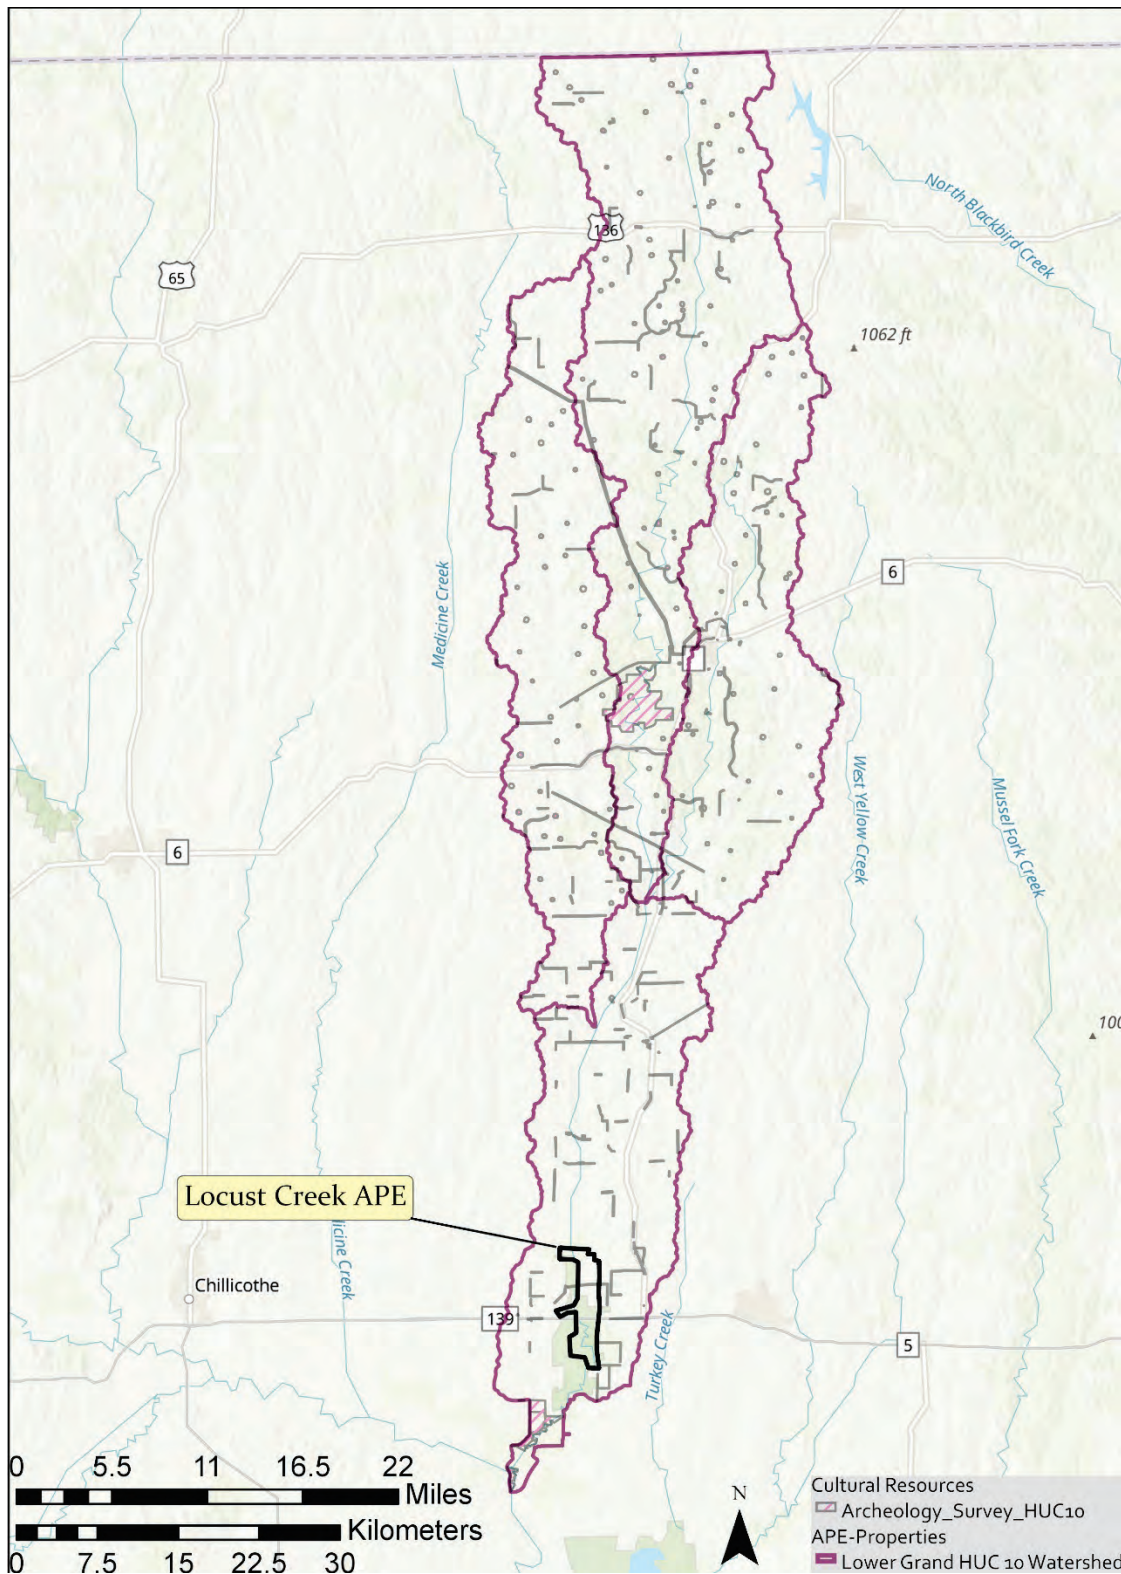 North Blackbird Creek
136
65
1062 ft
6
Medicine Creek
West Yellow Creek
Mussel Fork Creek
6
100
Locust Creek APE
dicine Creek
Chillicothe
139
5
Turkey Creek
0 5.5 11 16.5 22
Miles
Kilometers
0 7.5 15 22.5 30
N
Cultural Resources
Archeology_Survey_HUC10
APE-Properties
Lower Grand HUC 10 Watershed